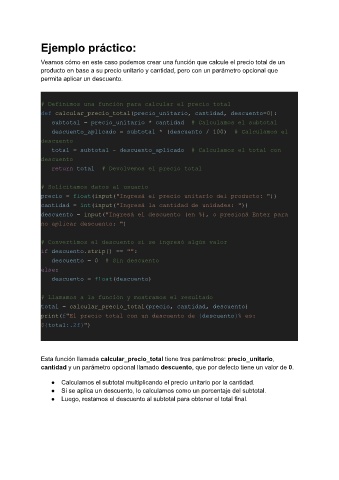 Ejemplo práctico:
Veamos cómo en este caso podemos crear una función que calcule el precio total de un
producto en base a su precio unitario y cantidad, pero con un parámetro opcional que
permita aplicar un descuento.
# Definimos una función para calcular el precio total
def calcular_precio_total(precio_unitario, cantidad, descuento=0):
subtotal = precio_unitario * cantidad # Calculamos el subtotal
descuento_aplicado = subtotal * (descuento / 100) # Calculamos el
descuento
total = subtotal - descuento_aplicado # Calculamos el total con
descuento
return total # Devolvemos el precio total
# Solicitamos datos al usuario
precio = float(input("Ingresá el precio unitario del producto: "))
cantidad = int(input("Ingresá la cantidad de unidades: "))
descuento = input("Ingresá el descuento (en %), o presioná Enter para
no aplicar descuento: ")
# Convertimos el descuento si se ingresó algún valor
if descuento.strip() == "":
descuento = 0 # Sin descuento
else:
descuento = float(descuento)
# Llamamos a la función y mostramos el resultado
total = calcular_precio_total(precio, cantidad, descuento)
print(f"El precio total con un descuento de {descuento}% es:
${total:.2f}")
Esta función llamada calcular_precio_total tiene tres parámetros: precio_unitario,
cantidad y un parámetro opcional llamado descuento, que por defecto tiene un valor de 0.
● Calculamos el subtotal multiplicando el precio unitario por la cantidad.
● Si se aplica un descuento, lo calculamos como un porcentaje del subtotal.
● Luego, restamos el descuento al subtotal para obtener el total final.